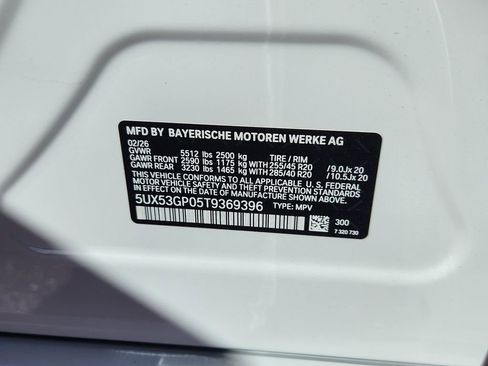 MFD BY BAYERISCHE MOTOREN WERKE AG
02/26
GVWR 5512 lbs 2500 kg TIRE / RIM
GAWR FRONT 2590 lbs 1175 kg WITH 255/45 R20 /9.0Jx 20
GAWR REAR 3230 lbs 1465 kg WITH 285/40 R20 /10.5Jx 20
THIS VEHICLE CONFORMS TO ALL APPLICABLE U. S. FEDERAL
MOTOR VEHICLE SAFETY, BUMPER, AND THEFT PREVENTION
STANDARDS IN EFFECT ON THE DATE OF MANUFACTURE SHOWN ABOVE.
5UX53GP05T9369396 TYPE: MPV
300
7 320 730